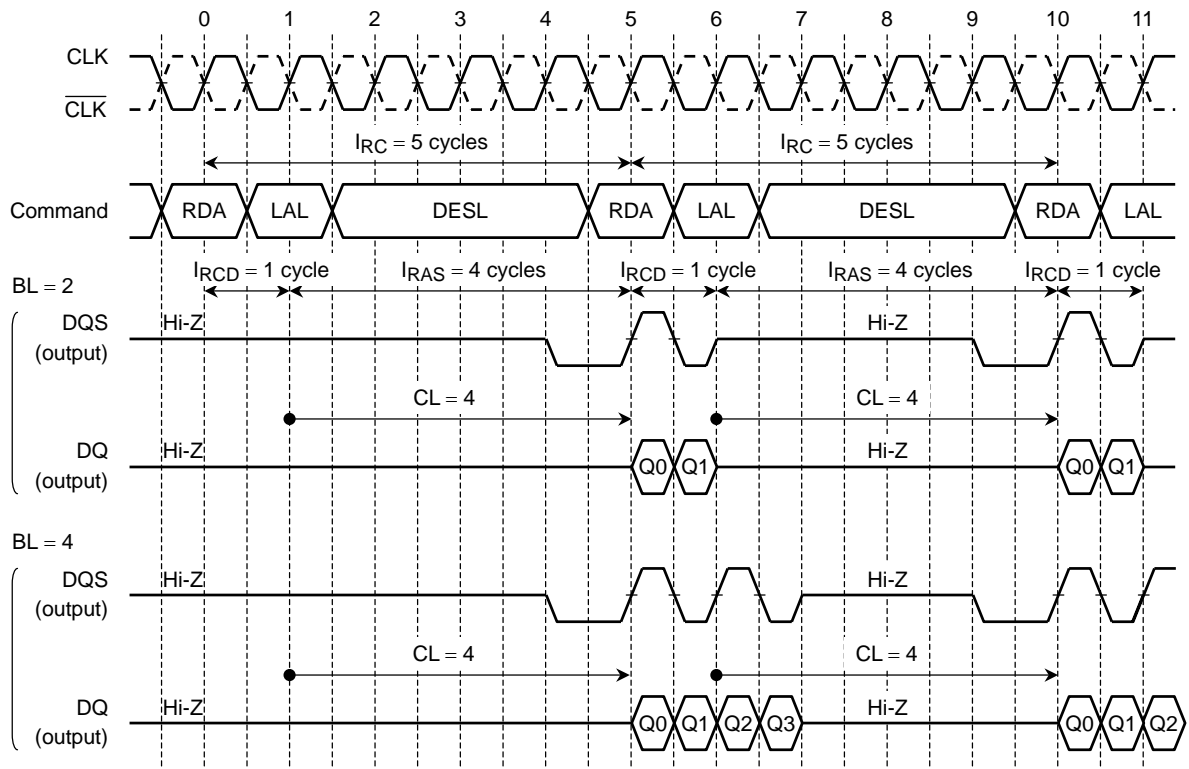 0 1 2 3 4 5 6 7 8 9 10 11
CLK
CLK
IRC = 5 cycles IRC = 5 cycles
Command RDA LAL DESL RDA LAL DESL RDA LAL
IRCD = 1 cycle IRAS = 4 cycles IRCD = 1 cycle IRAS = 4 cycles IRCD = 1 cycle
BL = 2
DQS Hi-Z Hi-Z
(output)
CL = 4 CL = 4
DQ Hi-Z Q0 Q1 Hi-Z Q0 Q1
(output)
BL = 4
DQS Hi-Z Hi-Z
(output)
CL = 4 CL = 4
DQ Hi-Z Q0 Q1 Q2 Q3 Hi-Z Q0 Q1 Q2
(output)